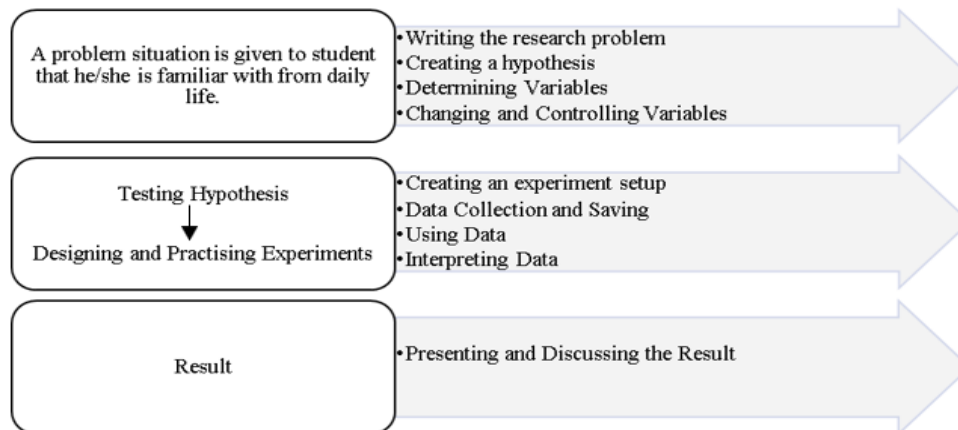 A problem situation is given to student
that he/she is familiar with from daily
life.
•Writing the research problem
•Creating a hypothesis
•Determining Variables
•Changing and Controlling Variables
Testing Hypothesis
Designing and Practising Experiments
•Creating an experiment setup
•Data Collection and Saving
•Using Data
•Interpreting Data
Result
•Presenting and Discussing the Result